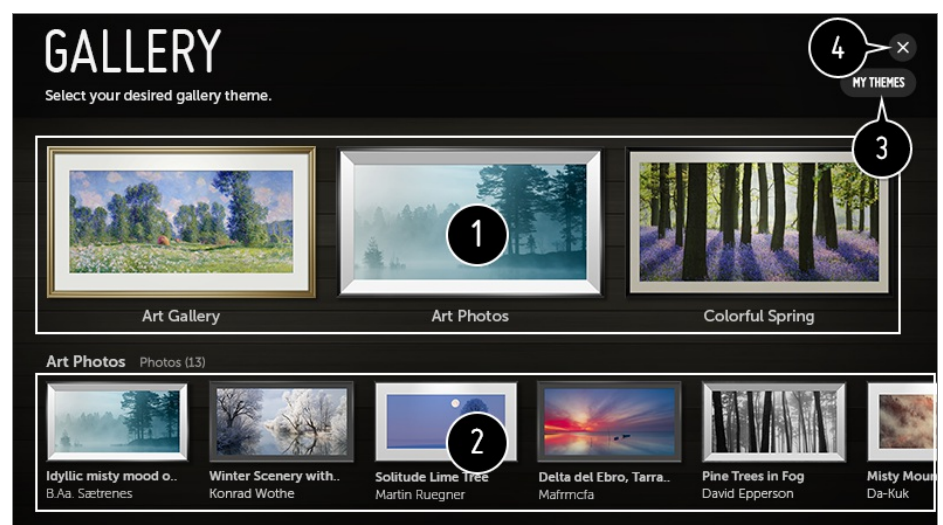 GALLERY
Select your desired gallery theme.
4
×
MY THEMES
3
1
Art Gallery
Art Photos
Colorful Spring
Art Photos Photos (13)
2
Idyllic misty mood o..
B.Aa. Sætrenes
Winter Scenery with..
Konrad Wothe
Solitude Lime Tree
Martin Ruegner
Delta del Ebro, Tarra..
Mafrmcfa
Pine Trees in Fog
David Epperson
Misty Moun
Da-Kuk